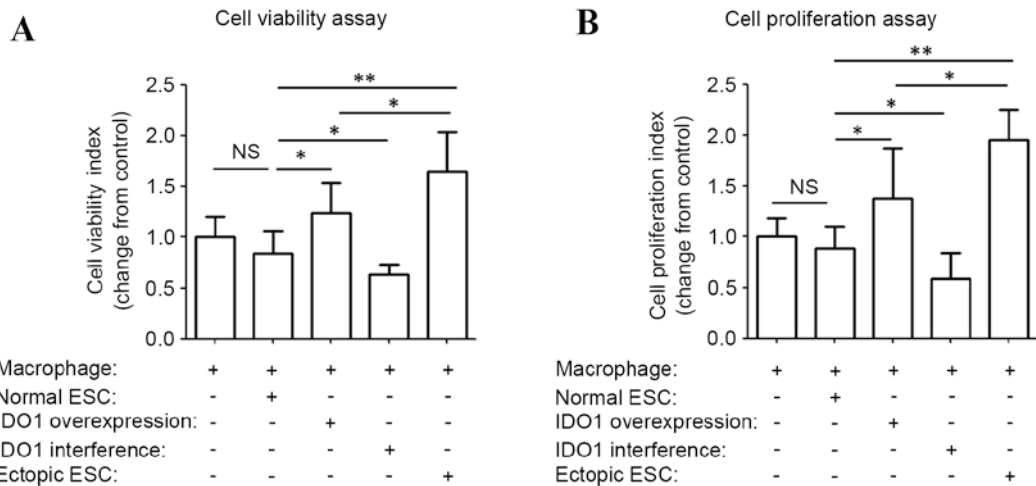 A
Cell viability assay
Cell viability index
(change from control)
2.5
2.0
1.5
1.0
0.5
0.0
**
*
*
NS
*
Macrophage: + + + + +
Normal ESC: - + - - -
IDO1 overexpression: - - + - -
IDO1 interference: - - - + -
Ectopic ESC: - - - - +
B
Cell proliferation assay
Cell proliferation index
(change from control)
2.5
2.0
1.5
1.0
0.5
0.0
**
*
*
*
NS
Macrophage: + + + + +
Normal ESC: - + - - -
IDO1 overexpression: - - + - -
IDO1 interference: - - - + -
Ectopic ESC: - - - - +